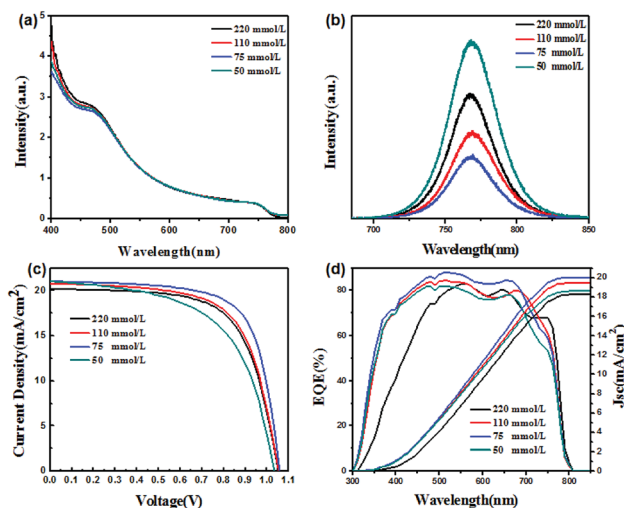 (a)
220 mmol/L
110 mmol/L
75 mmol/L
50 mmol/L
Intensity(a.u.)
5
4
3
2
1
0
400 500 600 700 800
Wavelength(nm)
(b)
220 mmol/L
110 mmol/L
75 mmol/L
50 mmol/L
Intensity(a.u.)
700 750 800 850
Wavelength(nm)
(c)
220 mmol/L
110 mmol/L
75 mmol/L
50 mmol/L
Current Density(mA/cm²)
25
20
15
10
5
0
0.0 0.1 0.2 0.3 0.4 0.5 0.6 0.7 0.8 0.9 1.0 1.1
Voltage(V)
(d)
220 mmol/L
110 mmol/L
75 mmol/L
50 mmol/L
EQE(%)
80
60
40
20
0
Jsc(mA/cm²)
20
18
16
14
12
10
8
6
4
2
0
300 400 500 600 700 800
Wavelength(nm)